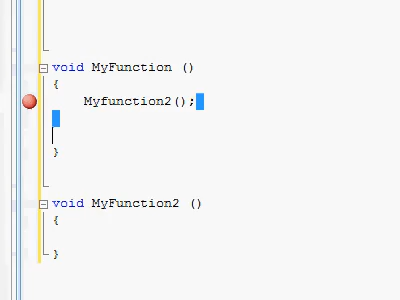 void MyFunction ()
{
Myfunction2();
}
void MyFunction2 ()
{
}